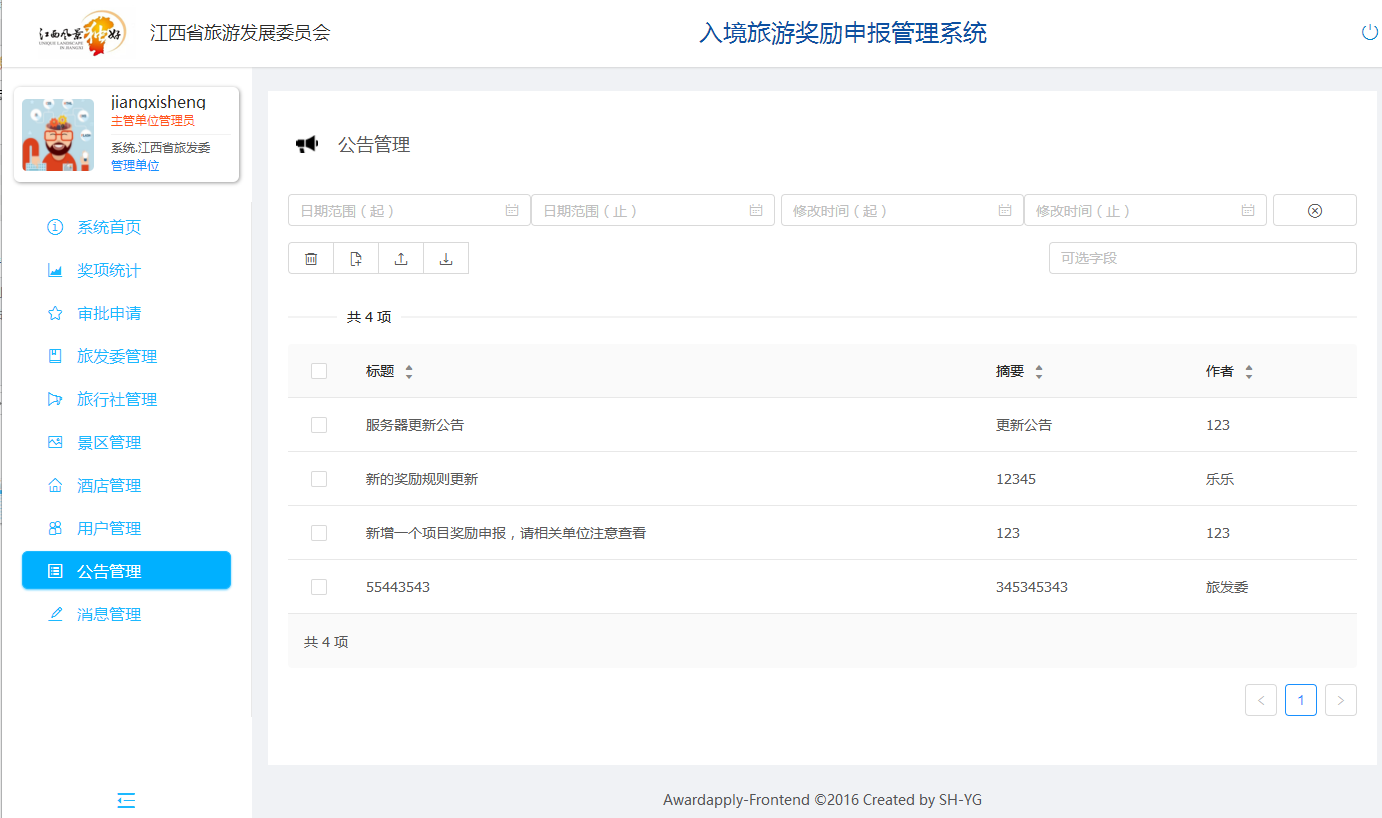 江西风景独好
UNIQUE LANDSCAPE
IN JIANGXI
江西省旅游发展委员会
入境旅游奖励申报管理系统
jiangxisheng
主管单位管理员
系统.江西省旅发委
管理单位
系统首页
奖项统计
审批申请
旅发委管理
旅行社管理
景区管理
酒店管理
用户管理
公告管理
消息管理
公告管理
日期范围（起） 日期范围（止） 修改时间（起） 修改时间（止）
可选字段
共 4 项
标题 摘要 作者
服务器更新公告 更新公告 123
新的奖励规则更新 12345 乐乐
新增一个项目奖励申报，请相关单位注意查看 123 123
55443543 345345343 旅发委
共 4 项
< 1 >
Awardapply-Frontend ©2016 Created by SH-YG